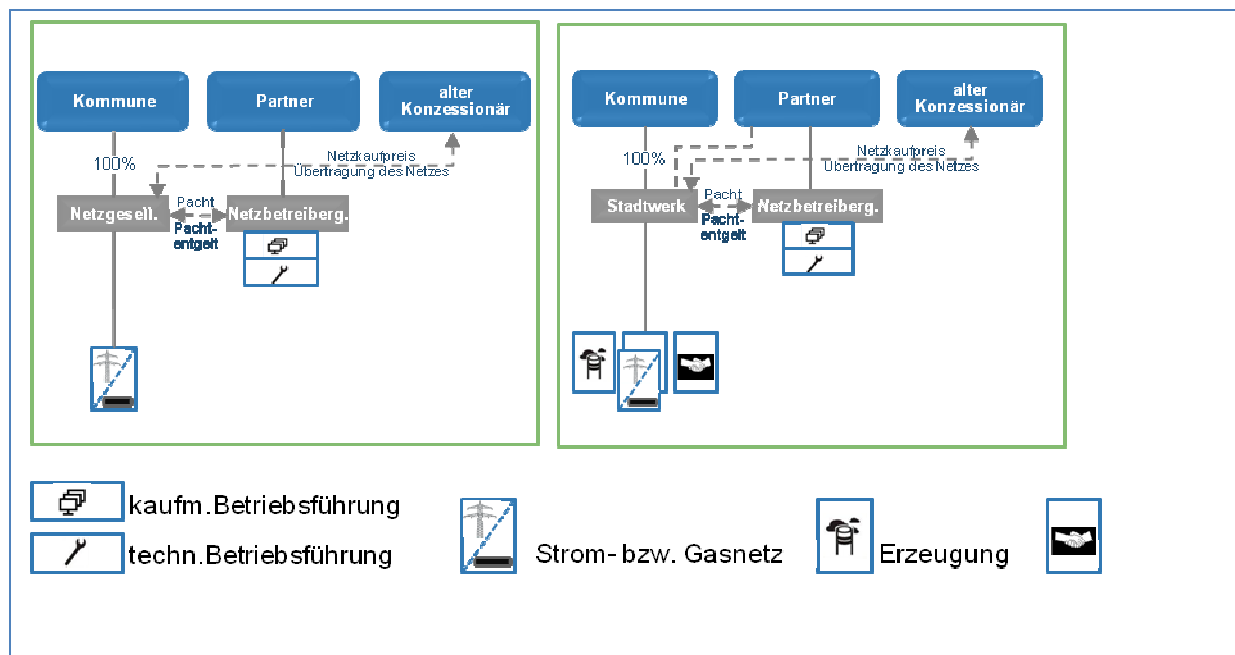 Kommune
Partner
alter
Konzessionär
100%
Netzkaufpreis
Übertragung des Netzes
Netzgesell.
Pacht
Pacht-
entgelt
Netzbetreiberg.
Kommune
Partner
alter
Konzessionär
100%
Netzkaufpreis
Übertragung des Netzes
Stadtwerk
Pacht
Pacht-
entgelt
Netzbetreiberg.
kaufm.Betriebsführung
techn.Betriebsführung
Strom- bzw. Gasnetz
Erzeugung